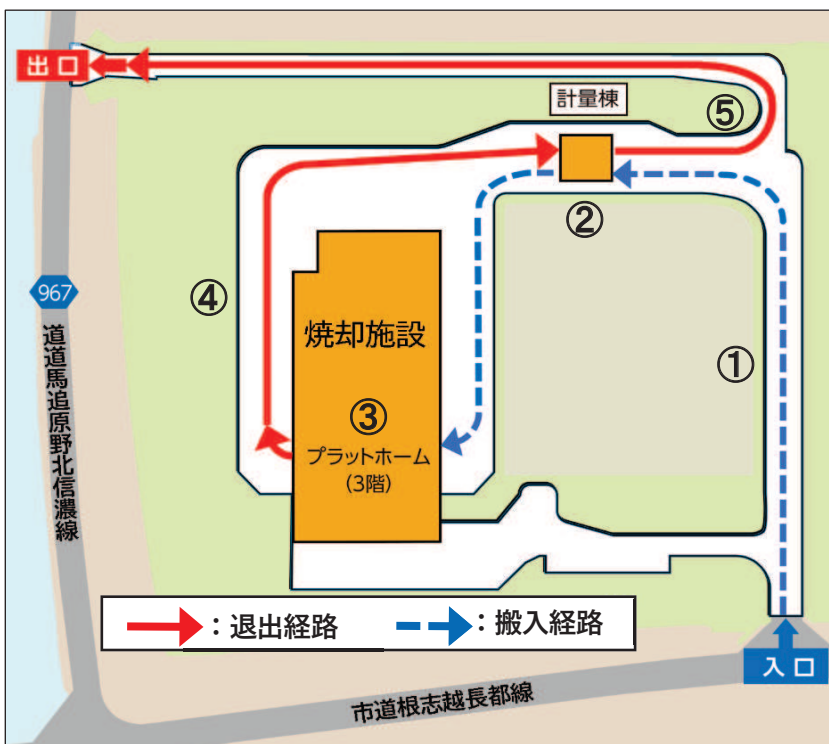 出口
計量棟
⑤
②
967
④
焼却施設
①
道道馬追原野北信濃線
③
プラットホーム
(3階)
：退出経路
：搬入経路
入口
市道根志越長都線